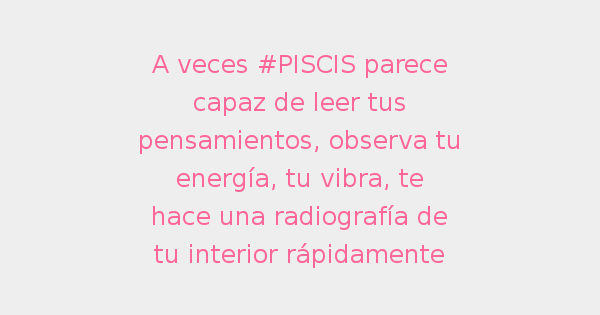 A veces #PISCIS parece
capaz de leer tus
pensamientos, observa tu
energía, tu vibra, te
hace una radiografía de
tu interior rápidamente